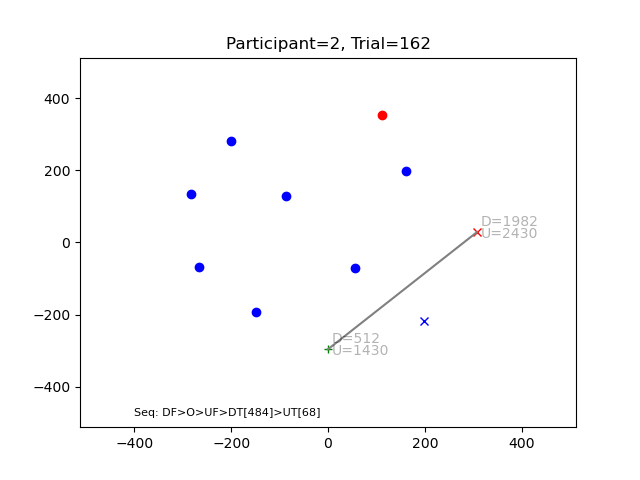 Participant=2, Trial=162
400
200
0
−200
−400
D=1982
U=2430
D=512
U=1430
Seq: DF>O>UF>DT[484]>UT[68]
−400 −200 0 200 400